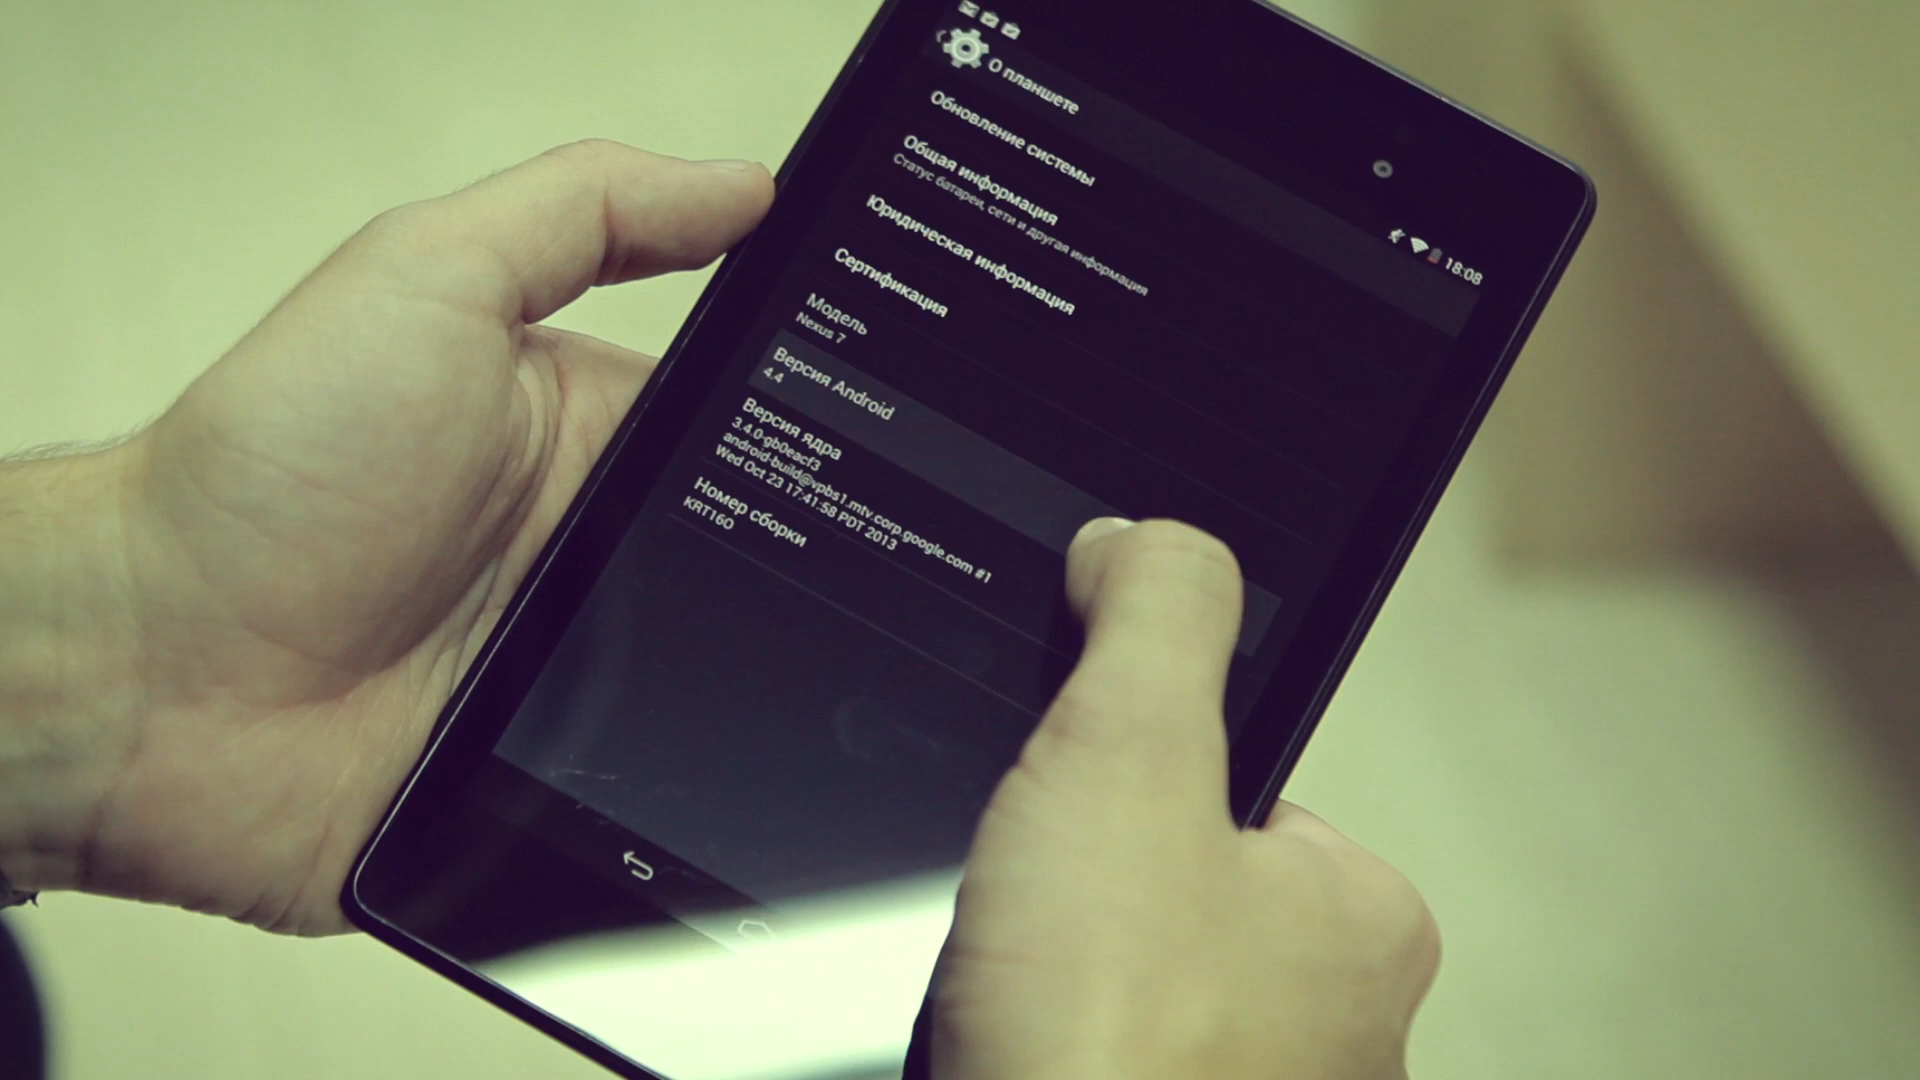 О планшете
18:08
Обновление системы
Общая информация
Статус батареи, сети и другая информация
Юридическая информация
Сертификация
Модель
Nexus 7
Версия Android
4.4
Версия ядра
3.4.0-gb0eacf3
android-build@vpbs1.mtv.corp.google.com #1
Wed Oct 23 17:41:58 PDT 2013
Номер сборки
KRT16O